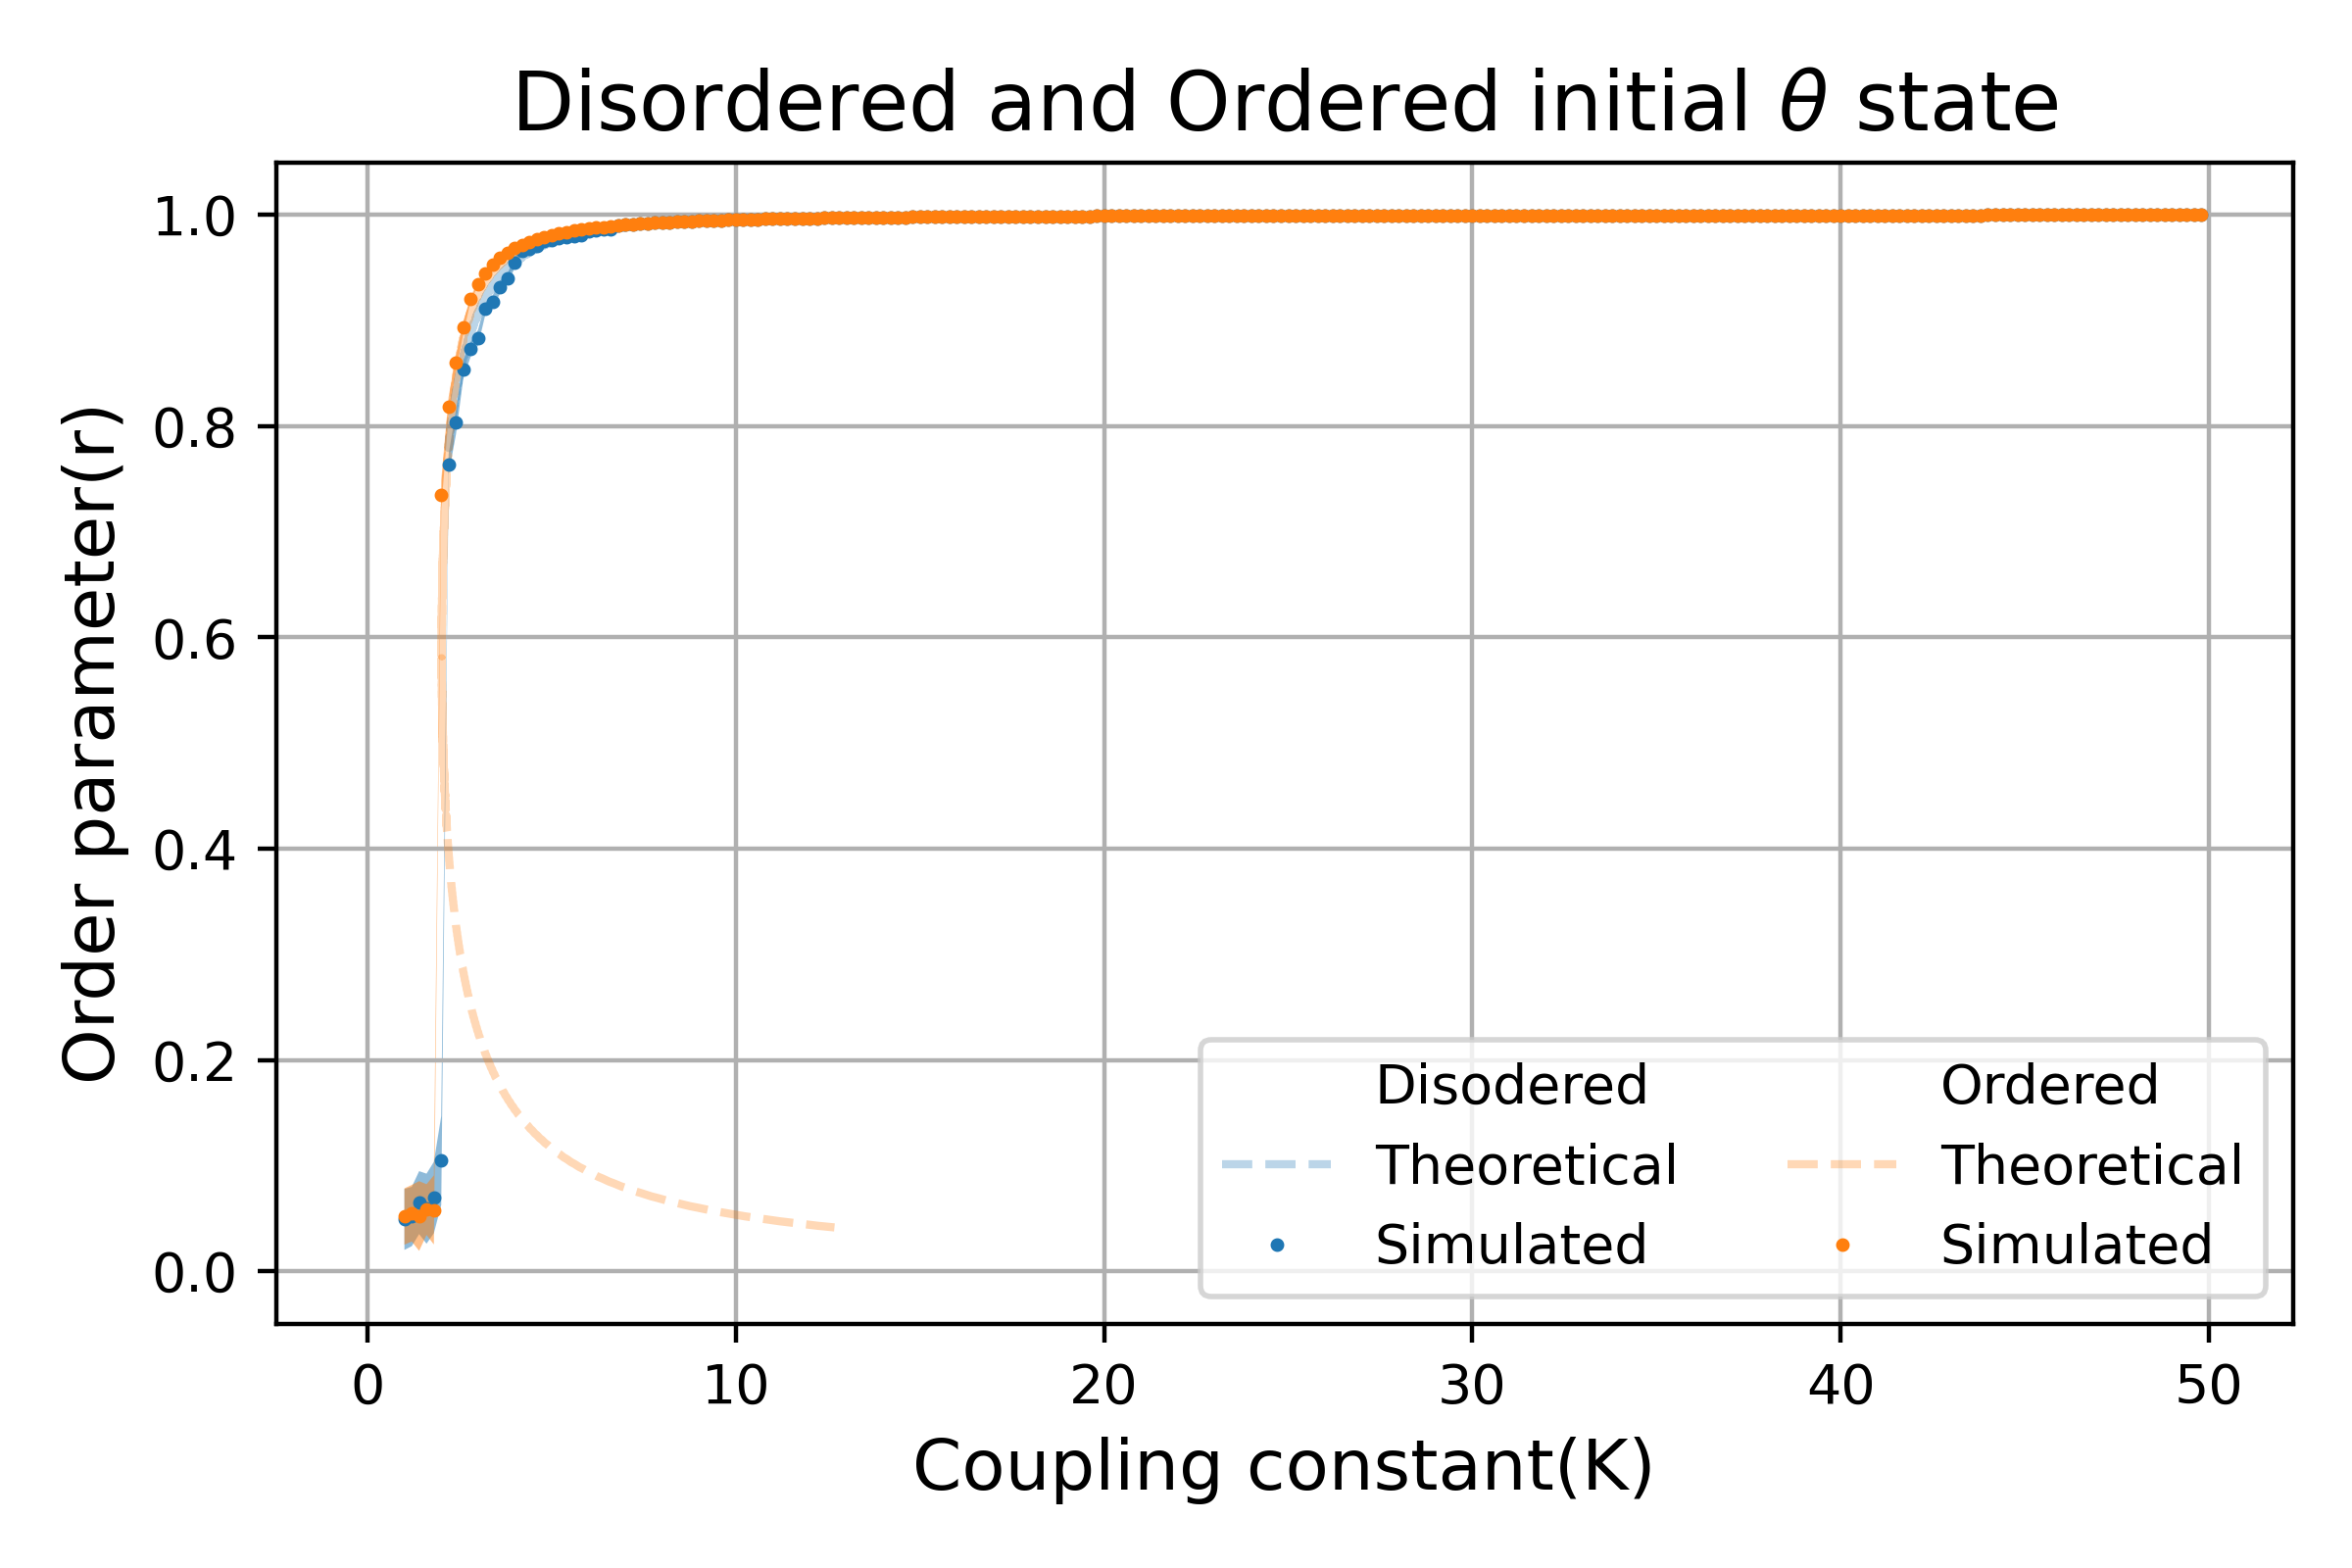 Disordered and Ordered initial θ state
Order parameter(r)
1.0
0.8
0.6
0.4
0.2
0.0
Disodered
Theoretical
Simulated
Ordered
Theoretical
Simulated
0 10 20 30 40 50
Coupling constant(K)